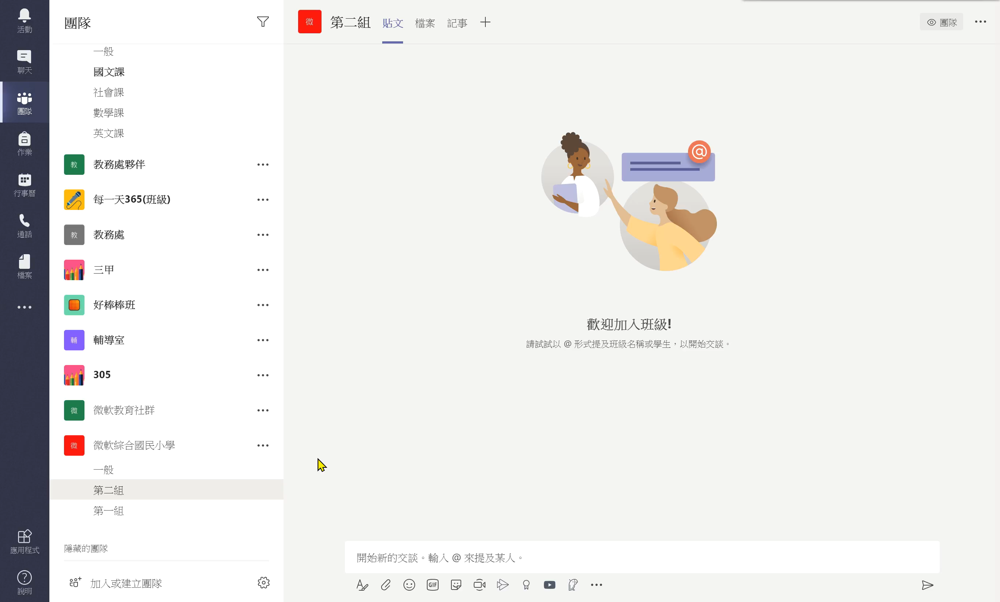 活動
聊天
團隊
作業
行事曆
通話
檔案
應用程式
說明
團隊
一般
國文課
社會課
數學課
英文課
教 教務處夥伴
每一天365(班級)
教 教務處
三甲
好棒棒班
輔 輔導室
305
微 微軟教育社群
微 微軟綜合國民小學
一般
第二組
第一組
隱藏的團隊
加入或建立團隊
微 第二組 貼文 檔案 記事 團隊
@
歡迎加入班級!
請試試以 @ 形式提及班級名稱或學生，以開始交談。
開始新的交談。輸入 @ 來提及某人。
GIF